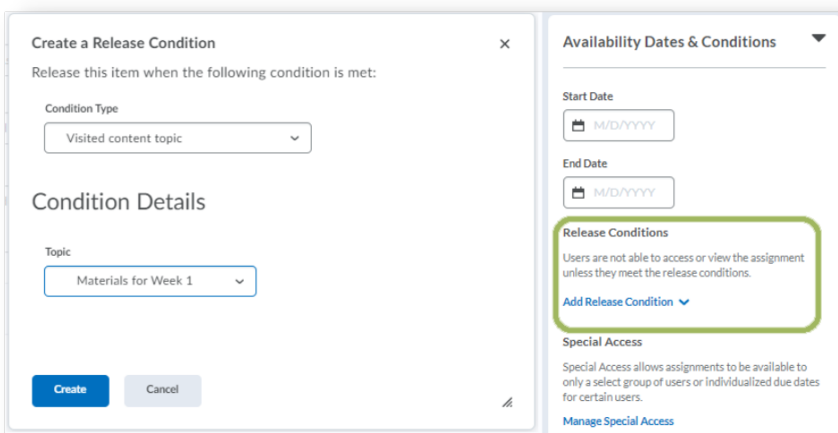 Create a Release Condition
Release this item when the following condition is met:
Condition Type
Visited content topic
Condition Details
Topic
Materials for Week 1
Create
Cancel
Availability Dates & Conditions
Start Date
M/D/YYYY
End Date
M/D/YYYY
Release Conditions
Users are not able to access or view the assignment
unless they meet the release conditions.
Add Release Condition
Special Access
Special Access allows assignments to be available to
only a select group of users or individualized due dates
for certain users.
Manage Special Access